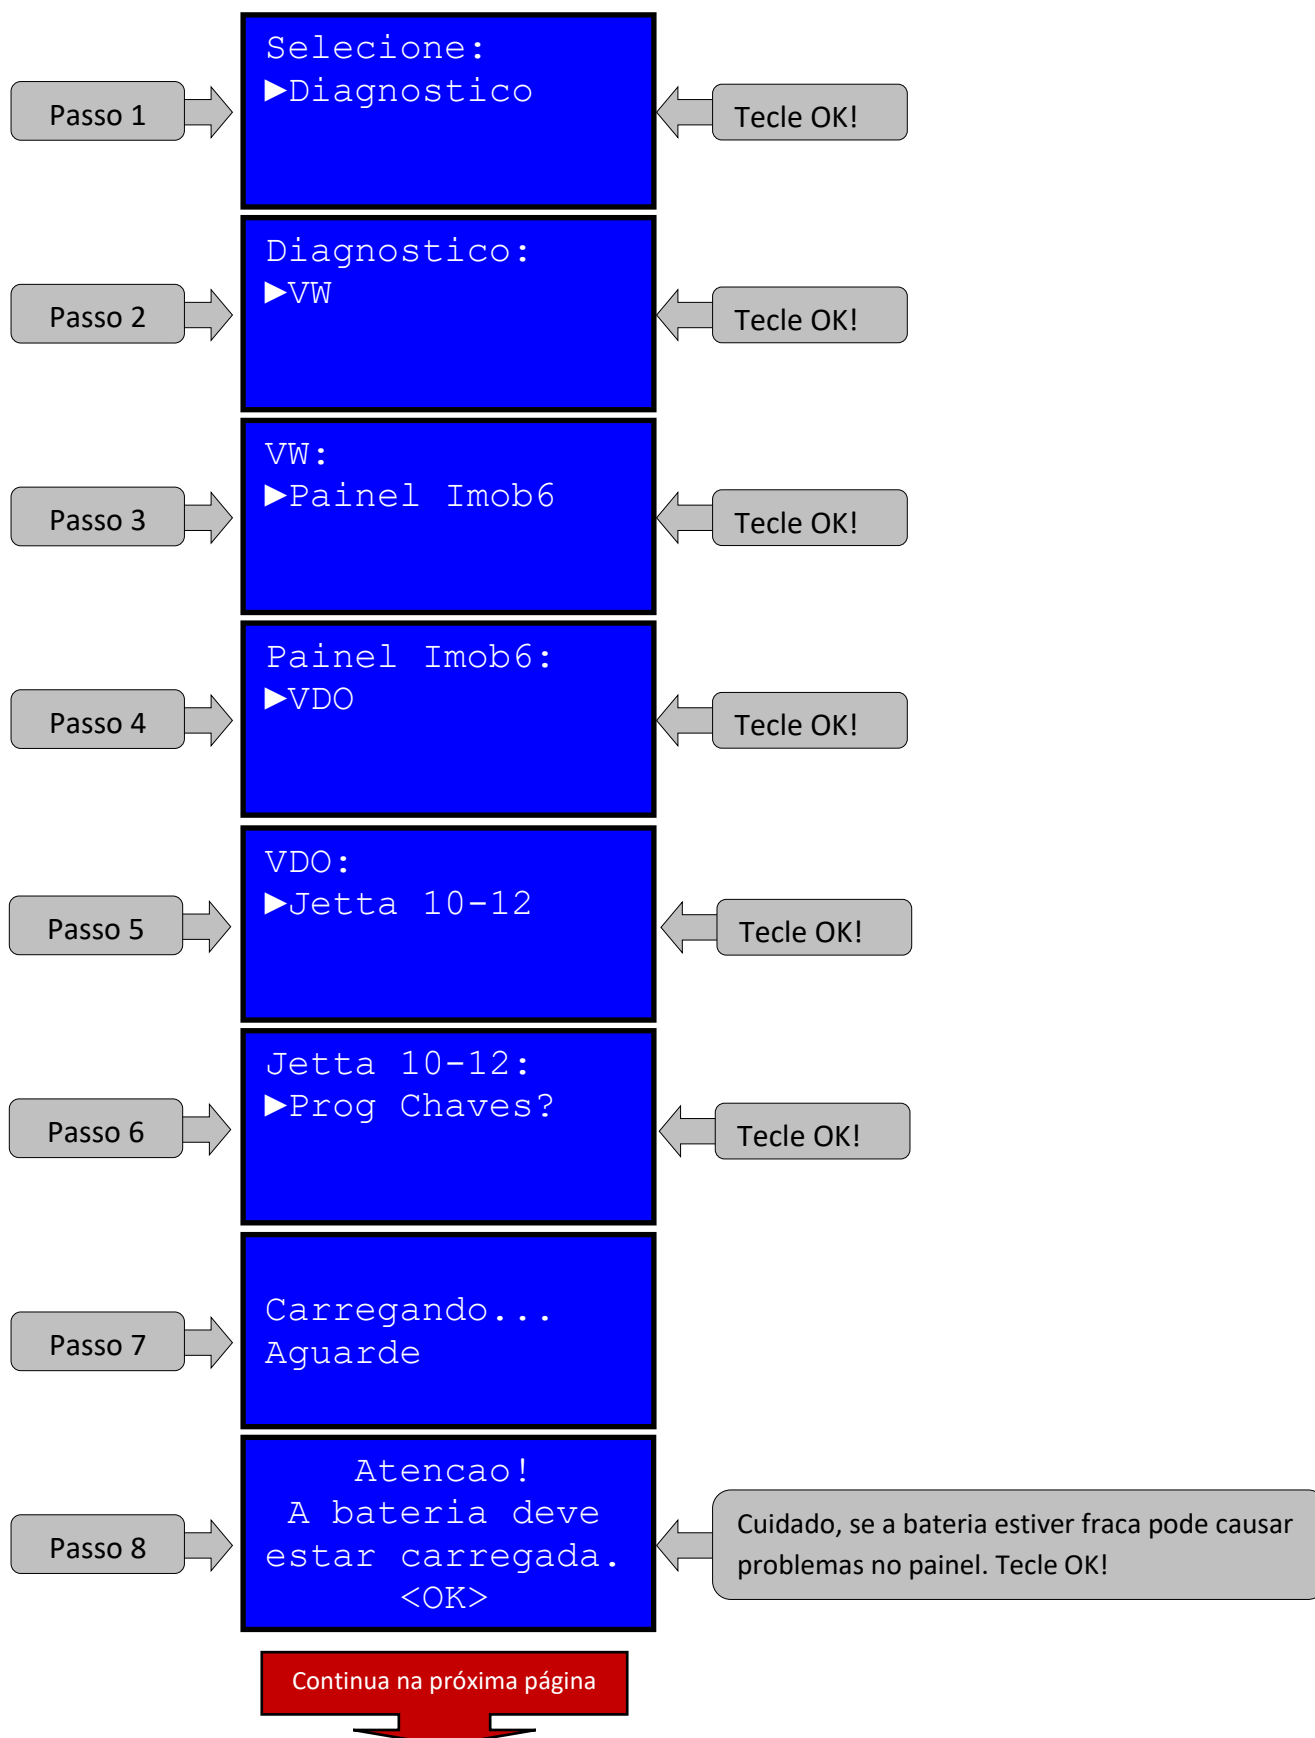 Passo 1
Selecione:
►Diagnostico
Tecle OK!
Passo 2
Diagnostico:
►VW
Tecle OK!
Passo 3
VW:
►Painel Imob6
Tecle OK!
Passo 4
Painel Imob6:
►VDO
Tecle OK!
Passo 5
VDO:
►Jetta 10-12
Tecle OK!
Passo 6
Jetta 10-12:
►Prog Chaves?
Tecle OK!
Passo 7
Carregando...
Aguarde
Passo 8
Atencao!
A bateria deve
estar carregada.
<OK>
Cuidado, se a bateria estiver fraca pode causar
problemas no painel. Tecle OK!
Continua na próxima página